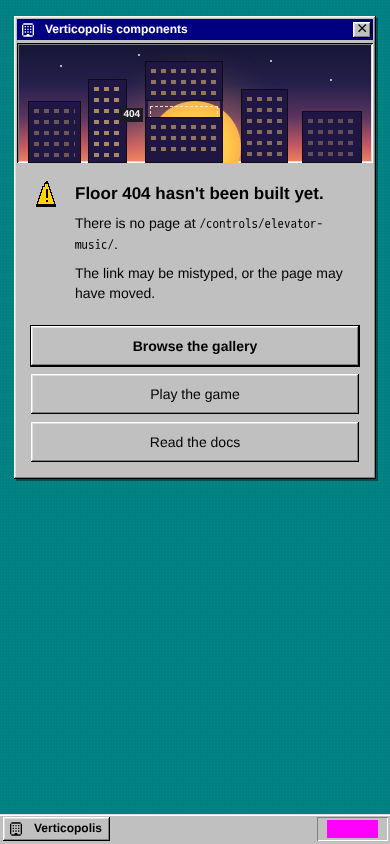 Verticopolis components
404
Floor 404 hasn't been built yet.
There is no page at /controls/elevator-
music/.
The link may be mistyped, or the page may
have moved.
Browse the gallery
Play the game
Read the docs
Verticopolis